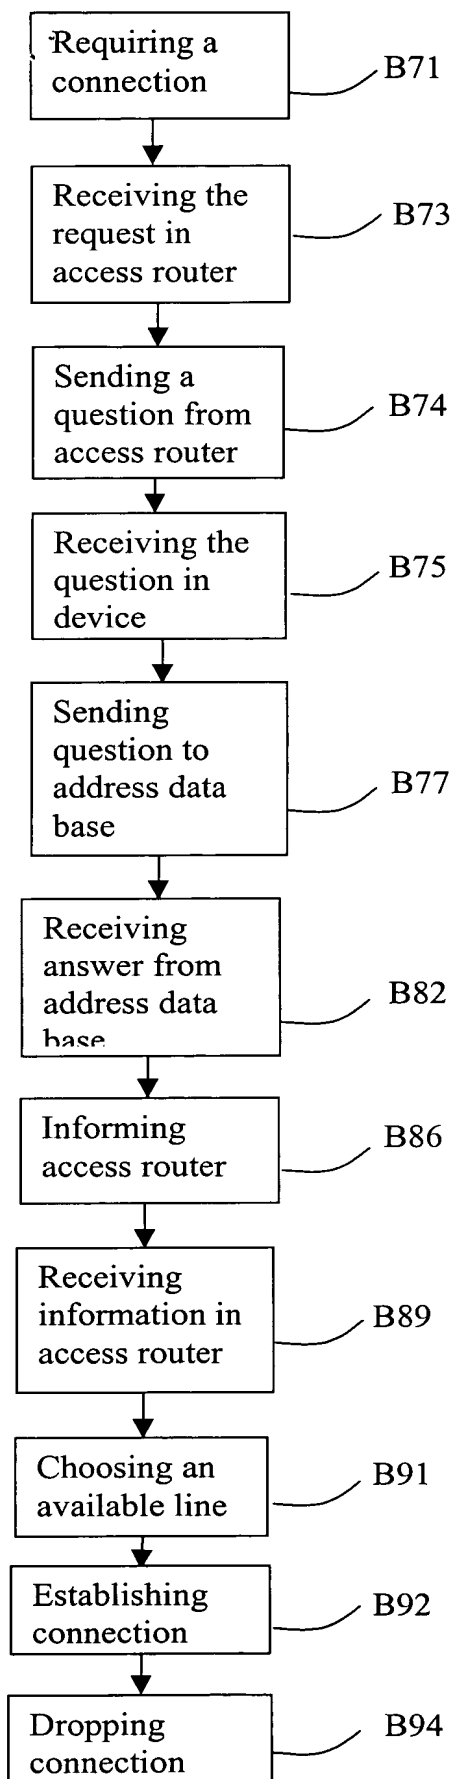 Requiring a
connection
B71
Receiving the
request in
access router
B73
Sending a
question from
access router
B74
Receiving the
question in
device
B75
Sending
question to
address data
base
B77
Receiving
answer from
address data
base
B82
Informing
access router
B86
Receiving
information in
access router
B89
Choosing an
available line
B91
Establishing
connection
B92
Dropping
connection
B94